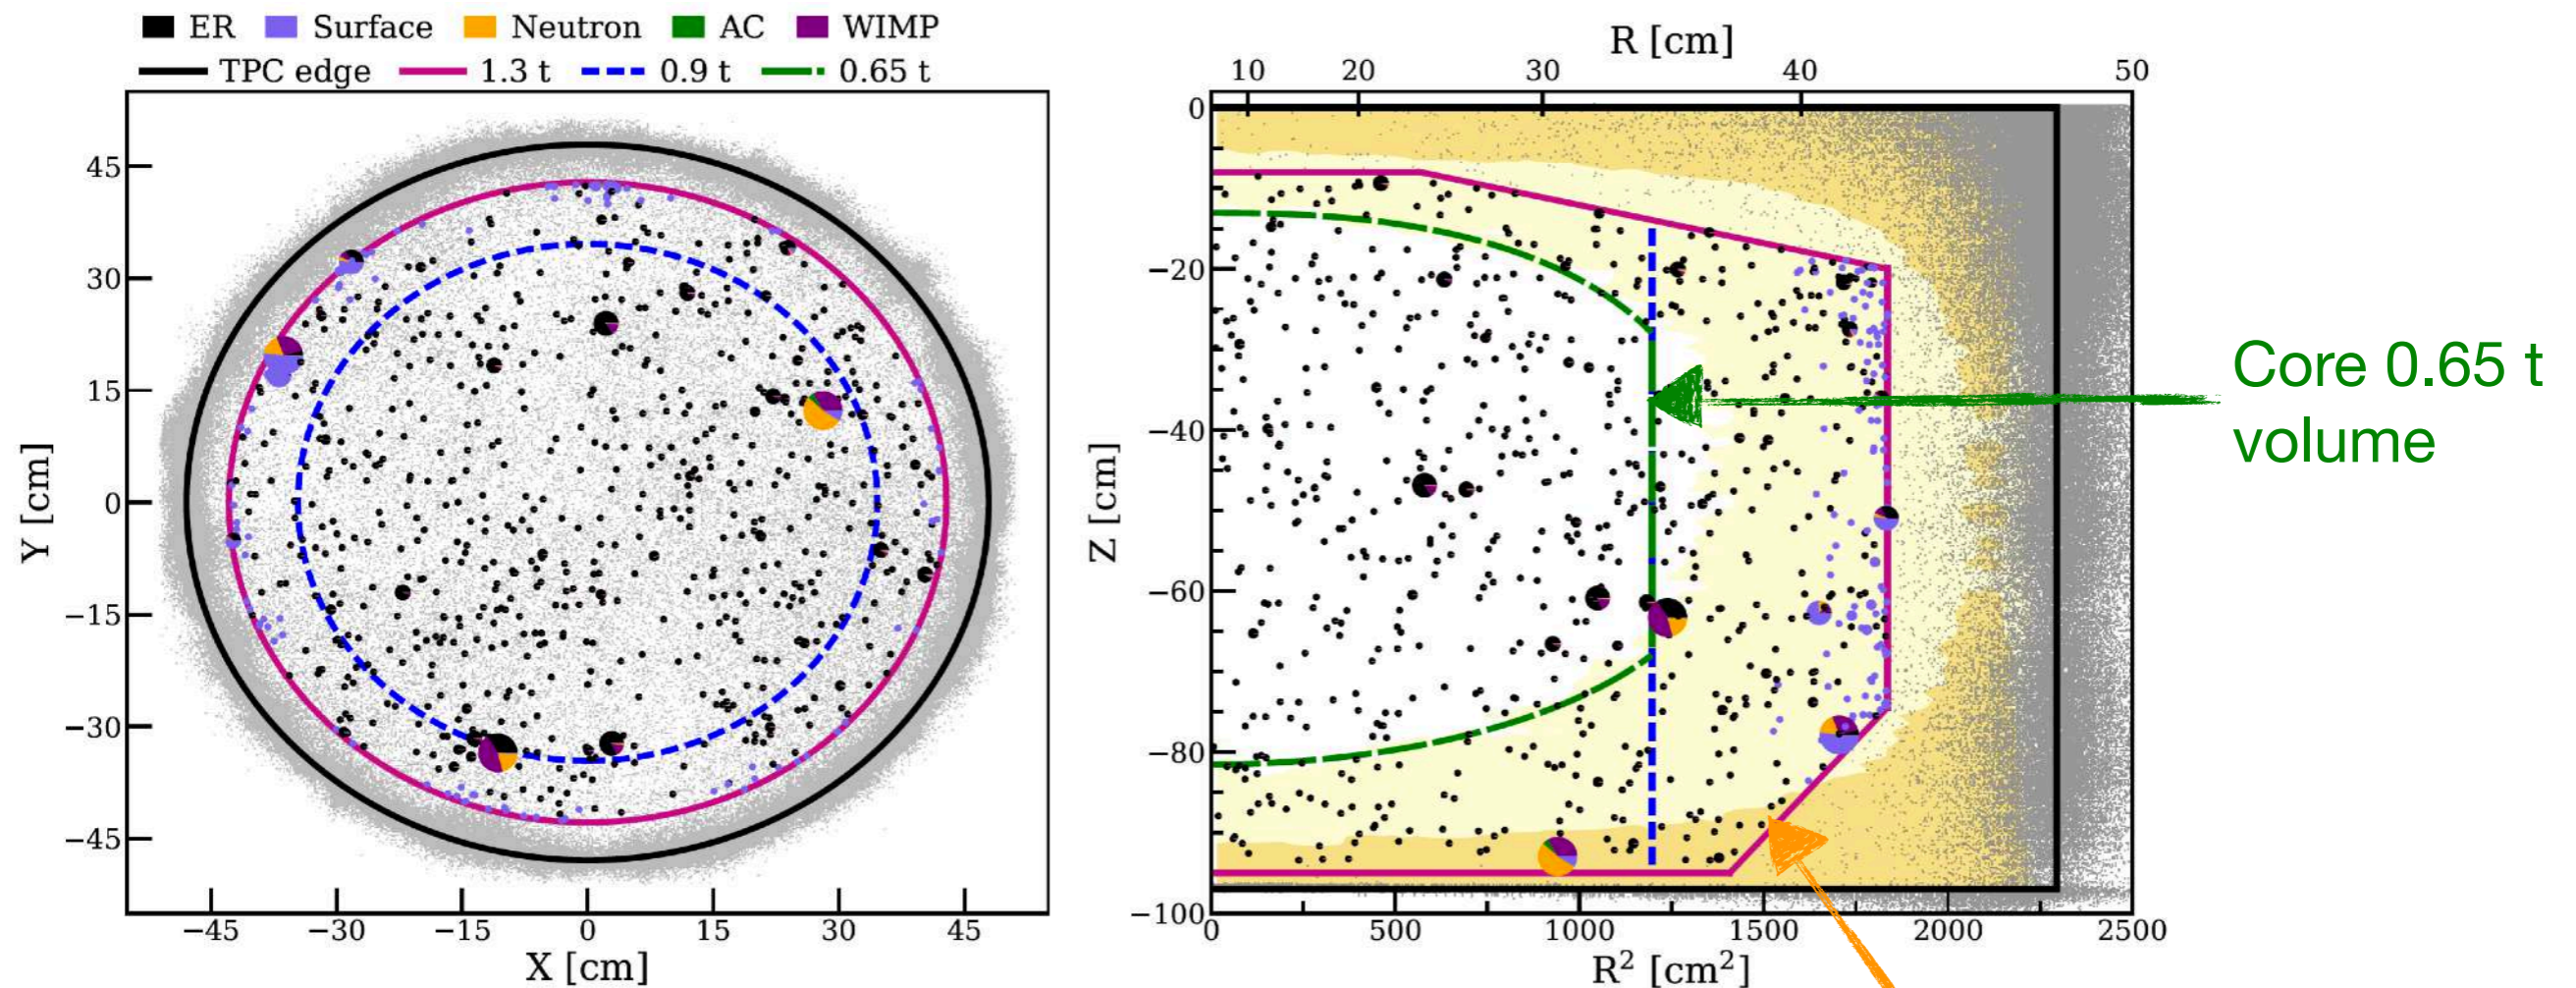 ER Surface Neutron AC WIMP
TPC edge 1.3 t 0.9 t 0.65 t
45
30
15
0
−15
−30
−45
Y [cm]
−45 −30 −15 0 15 30 45
X [cm]
R [cm]
10 20 30 40 50
0
−20
−40
−60
−80
−100
Z [cm]
0 500 1000 1500 2000 2500
R² [cm²]
Core 0.65 t
volume